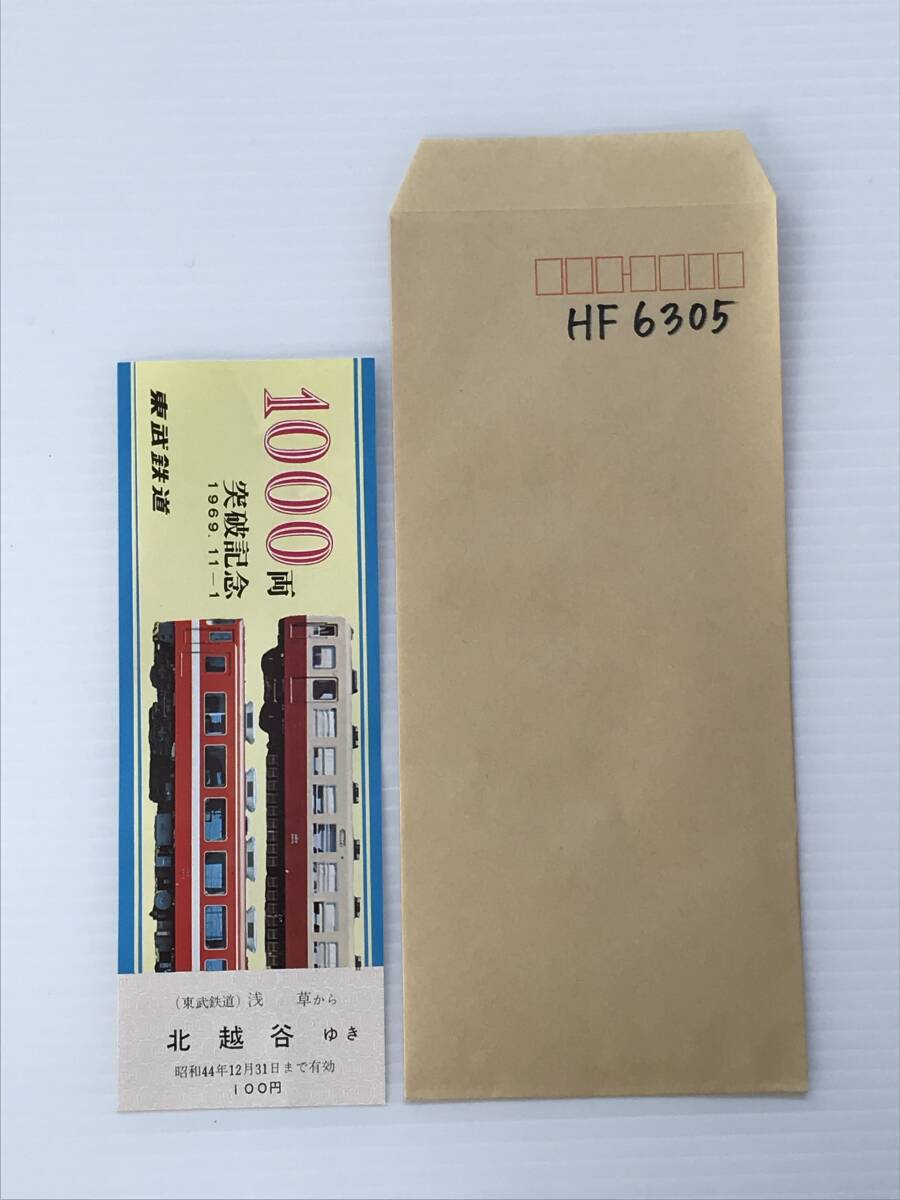 1000両
突破記念
1969.11-1
東武鉄道
(東武鉄道) 浅 草から
北越谷 ゆき
昭和44年12月31日まで有効
100円
HF 6305